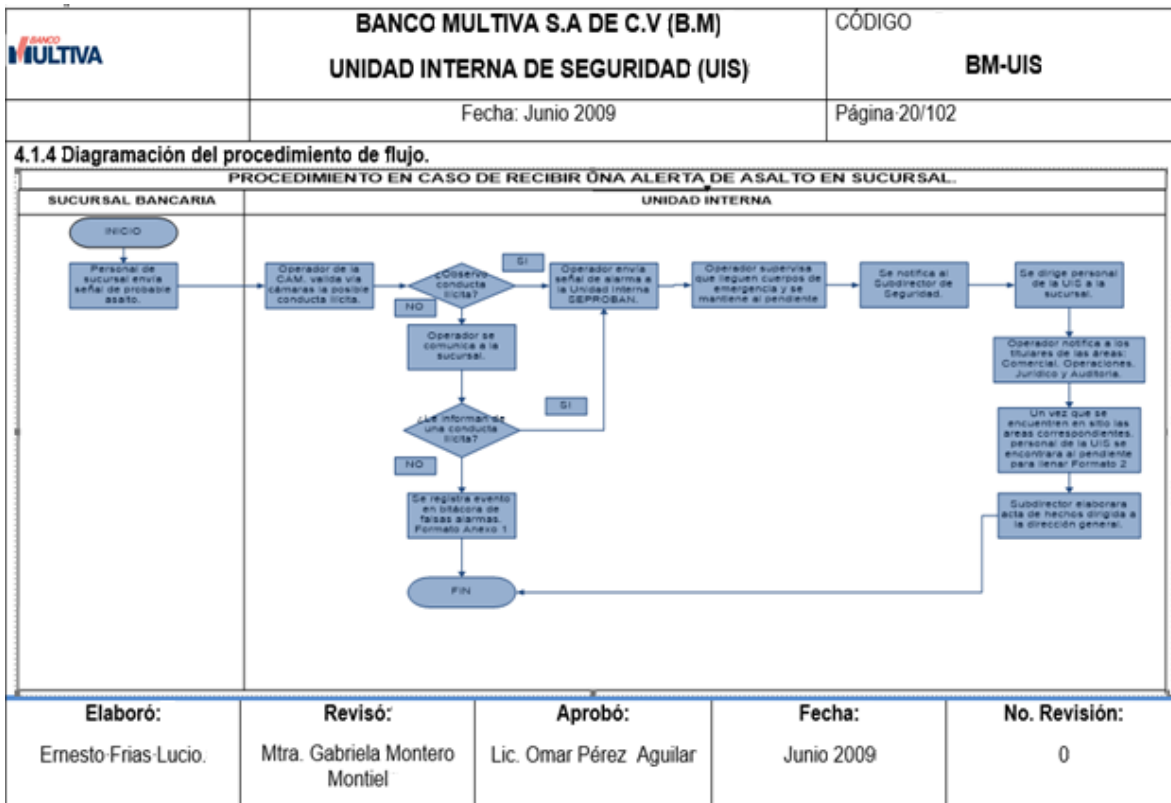 BANCO
MULTIVA
BANCO MULTIVA S.A DE C.V (B.M)
UNIDAD INTERNA DE SEGURIDAD (UIS)
CÓDIGO
BM-UIS
Fecha: Junio 2009
Página 20/102
4.1.4 Diagramación del procedimiento de flujo.
PROCEDIMIENTO EN CASO DE RECIBIR UNA ALERTA DE ASALTO EN SUCURSAL.
SUCURSAL BANCARIA
UNIDAD INTERNA
INICIO
Personal de
sucursal envía
señal de probable
asalto.
Operador de la
CAM, valida vía
cámaras la posible
conducta ilícita.
¿Observo
conducta
ilícita?
SI
NO
Operador envía
señal de alarma a
la Unidad Interna
SEPROBAN.
Operador supervisa
que lleguen cuerpos de
emergencia y se
mantiene al pendiente
Se notifica al
Subdirector de
Seguridad.
Se dirige personal
de la UIS a la
sucursal.
Operador se
comunica a la
sucursal.
Operador notifica a los
titulares de las áreas:
Comercial, Operaciones,
Jurídico y Auditoria.
¿Le informan de
una conducta
ilícita?
SI
NO
Un vez que se
encuentren en sitio las
áreas correspondientes,
personal de la UIS se
encontrara al pendiente
para llenar Formato 2
Se registra evento
en bitácora de
falsas alarmas.
Formato Anexo 1
Subdirector elaborara
acta de hechos dirigida a
la dirección general.
FIN
Elaboró:
Revisó:
Aprobó:
Fecha:
No. Revisión:
Ernesto Frias Lucio.
Mtra. Gabriela Montero
Montiel
Lic. Omar Pérez Aguilar
Junio 2009
0